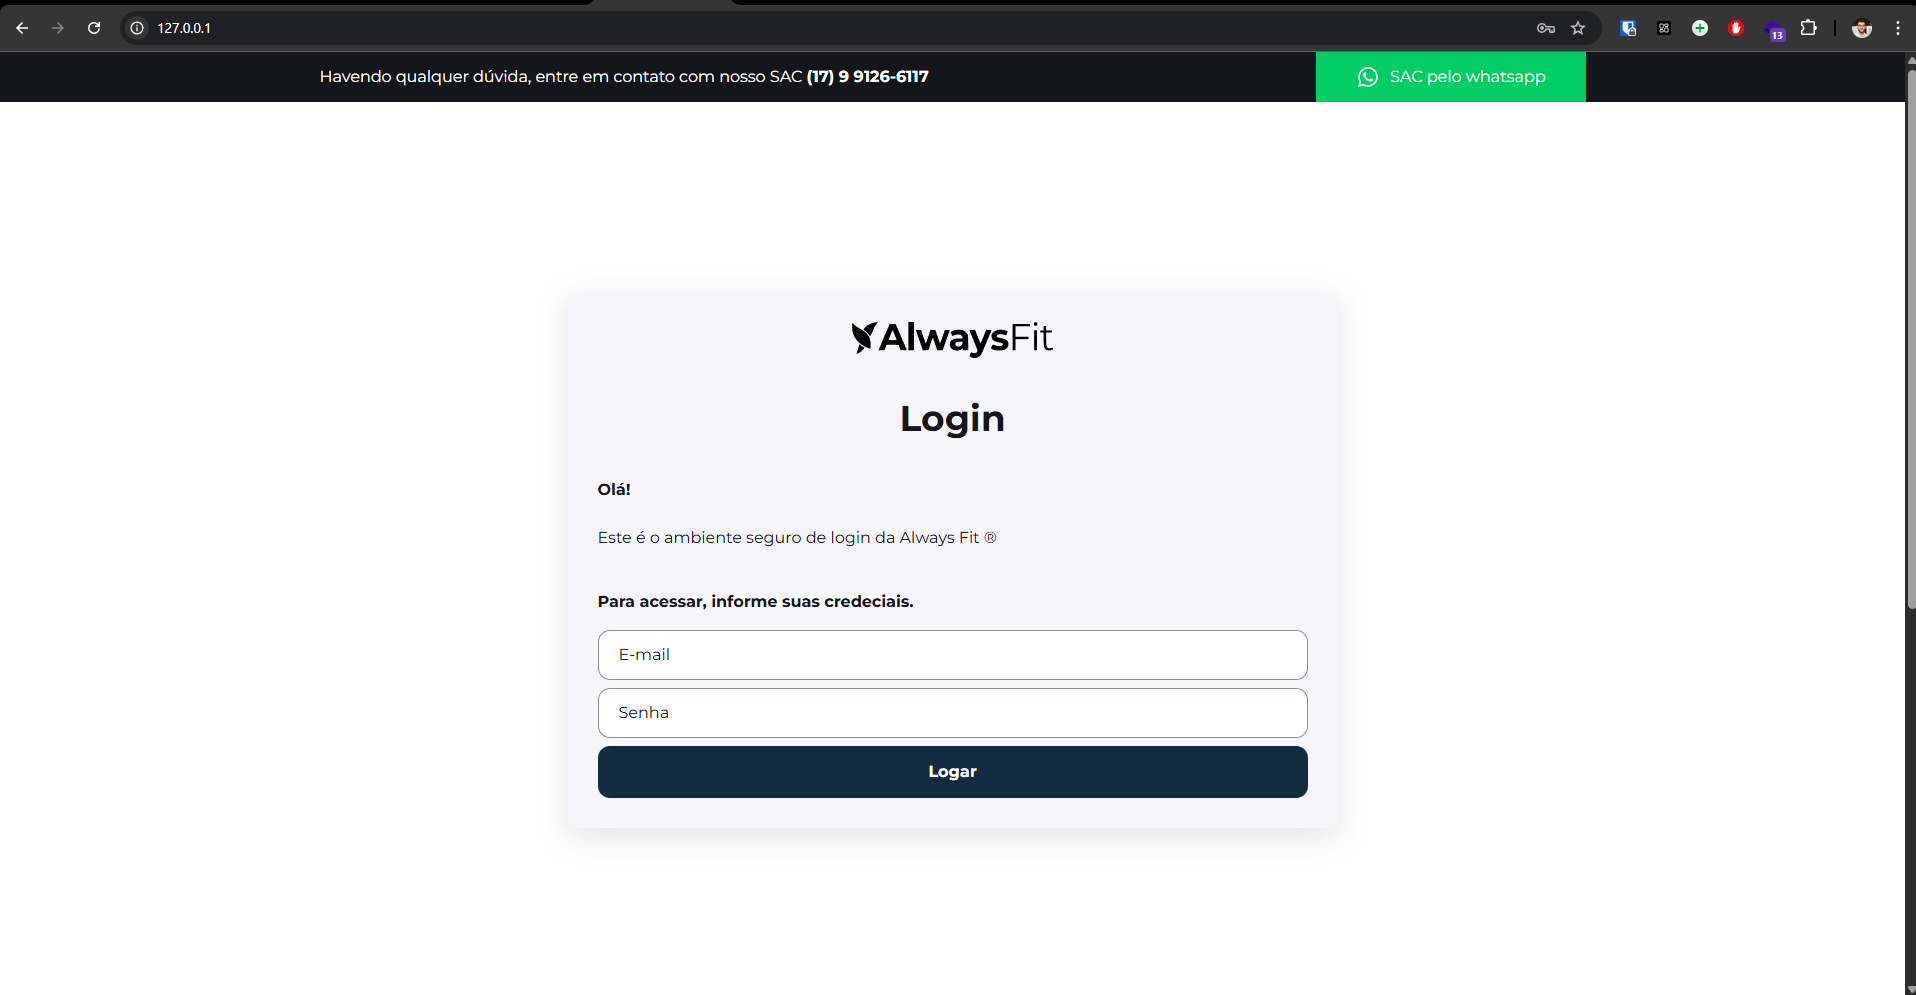 127.0.0.1
13
Havendo qualquer dúvida, entre em contato com nosso SAC (17) 9 9126-6117
SAC pelo whatsapp
AlwaysFit
Login
Olá!
Este é o ambiente seguro de login da Always Fit ®
Para acessar, informe suas credeciais.
E-mail
Senha
Logar